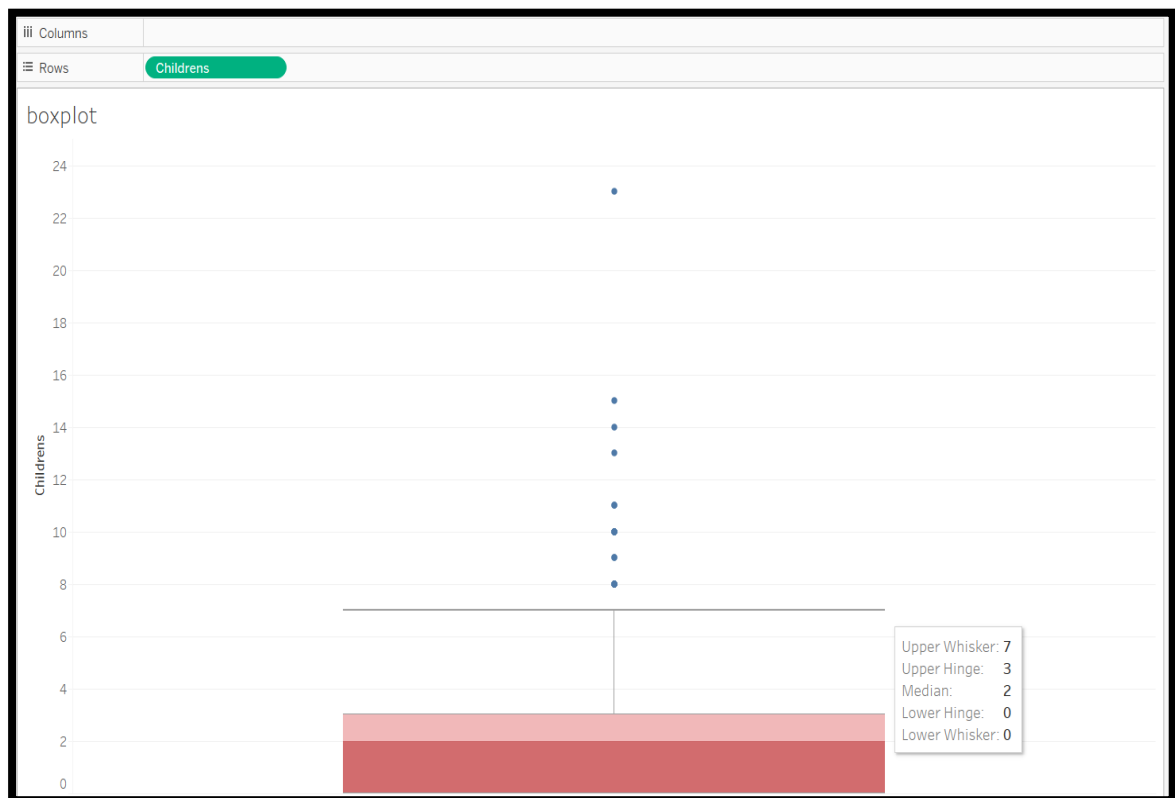 Columns
Rows
Childrens
boxplot
24
22
20
18
16
14
12
10
8
6
4
2
0
Childrens
Upper Whisker: 7
Upper Hinge: 3
Median: 2
Lower Hinge: 0
Lower Whisker: 0